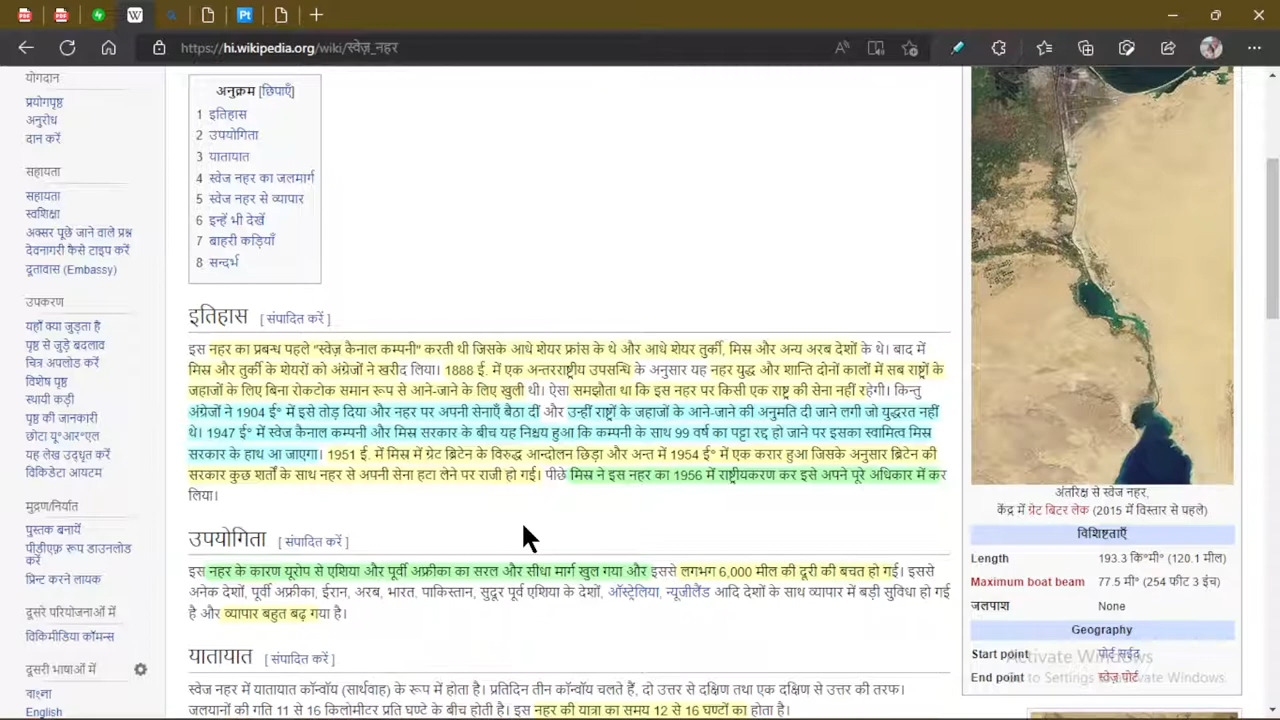 https://hi.wikipedia.org/wiki/स्वेज़_नहर
योगदान
प्रयोगपृष्ठ
अनुरोध
दान करें
सहायता
सहायता
स्वशिक्षा
अक्सर पूछे जाने वाले प्रश्न
देवनागरी कैसे टाइप करें
दूतावास (Embassy)
उपकरण
यहाँ क्या जुड़ता है
पृष्ठ से जुड़े बदलाव
चित्र अपलोड करें
विशेष पृष्ठ
स्थायी कड़ी
पृष्ठ की जानकारी
छोटा यू॰आर॰एल
यह लेख उद्धृत करें
विकिडेटा आयटम
मुद्रण/निर्यात
पुस्तक बनायें
पीडीएफ़ रूप डाउनलोड
करें
प्रिन्ट करने लायक
दूसरे परियोजनाओं में
विकिमीडिया कॉमन्स
दूसरी भाषाओं में
বাংলা
English
अनुक्रम [छिपाएँ]
1 इतिहास
2 उपयोगिता
3 यातायात
4 स्वेज नहर का जलमार्ग
5 स्वेज नहर से व्यापार
6 इन्हें भी देखें
7 बाहरी कड़ियाँ
8 सन्दर्भ
इतिहास [ संपादित करें ]
इस नहर का प्रबन्ध पहले "स्वेज़ कैनाल कम्पनी" करती थी जिसके आधे शेयर फ्रांस के थे और आधे शेयर तुर्की, मिस्र और अन्य अरब देशों के थे। बाद में
मिस्र और तुर्की के शेयरों को अंग्रेजों ने खरीद लिया। 1888 ई. में एक अन्तरराष्ट्रीय उपसन्धि के अनुसार यह नहर युद्ध और शान्ति दोनों कालों में सब राष्ट्रों के
जहाजों के लिए बिना रोकटोक समान रूप से आने-जाने के लिए खुली थी। ऐसा समझौता था कि इस नहर पर किसी एक राष्ट्र की सेना नहीं रहेगी। किन्तु
अंग्रेजों ने 1904 ई॰ में इसे तोड़ दिया और नहर पर अपनी सेनाएँ बैठा दीं और उन्हीं राष्ट्रों के जहाजों के आने-जाने की अनुमति दी जाने लगी जो युद्धरत नहीं
थे। 1947 ई॰ में स्वेज कैनाल कम्पनी और मिस्र सरकार के बीच यह निश्चय हुआ कि कम्पनी के साथ 99 वर्ष का पट्टा रद्द हो जाने पर इसका स्वामित्व मिस्र
सरकार के हाथ आ जाएगा। 1951 ई. में मिस्र में ग्रेट ब्रिटेन के विरुद्ध आन्दोलन छिड़ा और अन्त में 1954 ई॰ में एक करार हुआ जिसके अनुसार ब्रिटेन की
सरकार कुछ शर्तों के साथ नहर से अपनी सेना हटा लेने पर राजी हो गई। पीछे मिस्र ने इस नहर का 1956 में राष्ट्रीयकरण कर इसे अपने पूरे अधिकार में कर
लिया।
उपयोगिता [ संपादित करें ]
इस नहर के कारण यूरोप से एशिया और पूर्वी अफ्रीका का सरल और सीधा मार्ग खुल गया और इससे लगभग 6,000 मील की दूरी की बचत हो गई। इससे
अनेक देशों, पूर्वी अफ्रीका, ईरान, अरब, भारत. पाकिस्तान, सुदूर पूर्व एशिया के देशों, ऑस्ट्रेलिया, न्यूजीलैंड आदि देशों के साथ व्यापार में बड़ी सुविधा हो गई
है और व्यापार बहुत बढ़ गया है।
यातायात [ संपादित करें ]
स्वेज नहर में यातायात कॉन्वॉय (सार्थवाह) के रूप में होता है। प्रतिदिन तीन कॉन्वॉय चलते हैं, दो उत्तर से दक्षिण तथा एक दक्षिण से उत्तर की तरफ।
जलयानों की गति 11 से 16 किलोमीटर प्रति घण्टे के बीच होती है। इस नहर की यात्रा का समय 12 से 16 घण्टों का होता है।
अंतरिक्ष से स्वेज नहर,
केंद्र में ग्रेट बिटर लेक (2015 में विस्तार से पहले)
विशिष्टताएँ
Length 193.3 कि॰मी॰ (120.1 मील)
Maximum boat beam 77.5 मी॰ (254 फीट 3 इंच)
जलपाश None
Geography
Start point पोर्ट सईद
End point स्वेज़ पोर्ट
Activate Windows
to Settings to Activate Windows.